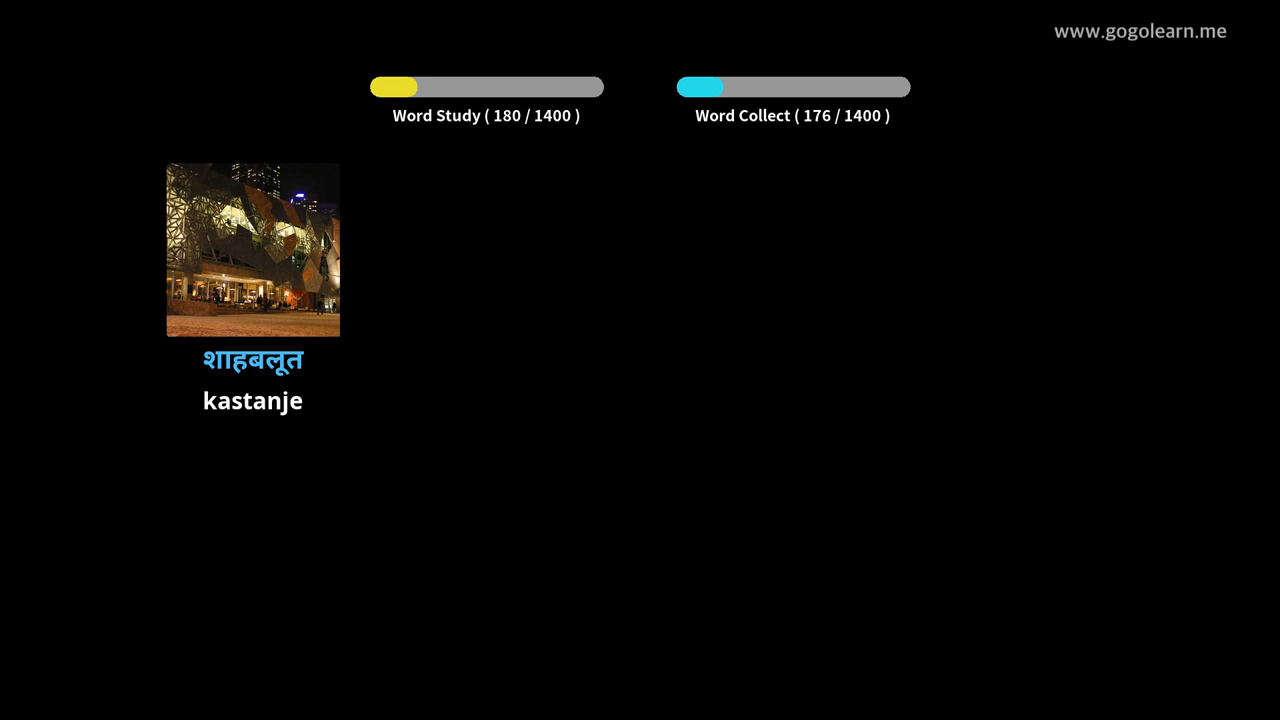 www.gogolearn.me
Word Study ( 180 / 1400 )
Word Collect ( 176 / 1400 )
शाहबलूत
kastanje